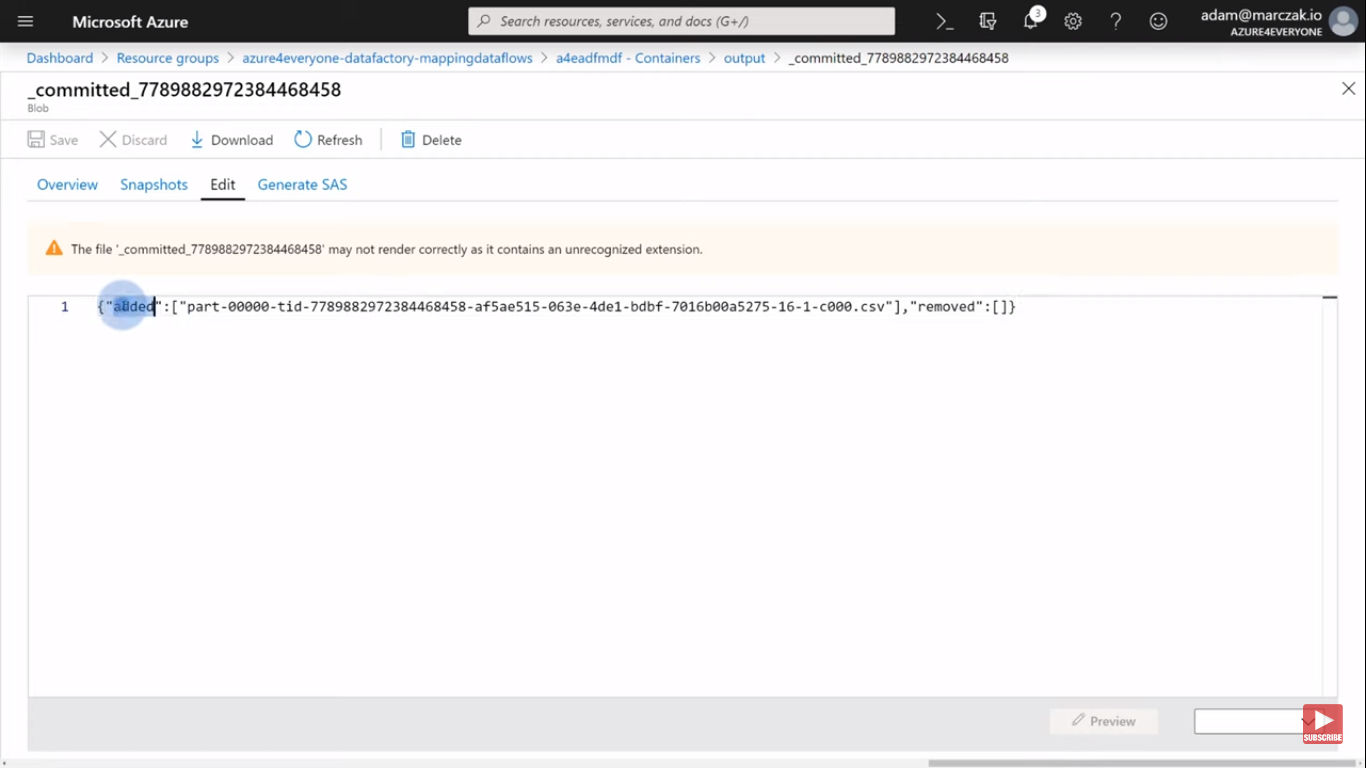 Microsoft Azure
Search resources, services, and docs (G+/)
3
adam@marczak.io
AZURE4EVERYONE
Dashboard > Resource groups > azure4everyone-datafactory-mappingdataflows > a4eadfmdf - Containers > output > _committed_7789882972384468458
_committed_7789882972384468458
Blob
Save Discard Download Refresh Delete
Overview Snapshots Edit Generate SAS
The file '_committed_7789882972384468458' may not render correctly as it contains an unrecognized extension.
1 {"added":["part-00000-tid-7789882972384468458-af5ae515-063e-4de1-bdbf-7016b00a5275-16-1-c000.csv"],"removed":[]}
Preview
SUBSCRIBE